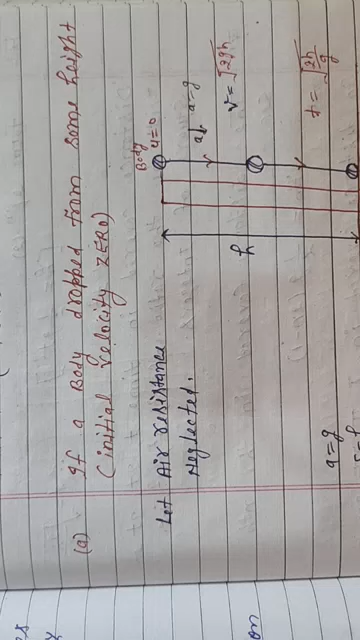 (a) If a Body dropped from some height
(initial velocity ZERO)
Let Air resistance
Neglected.
Body
u=0
a=g
v = √2gh
t = √2h/g
h
a=g